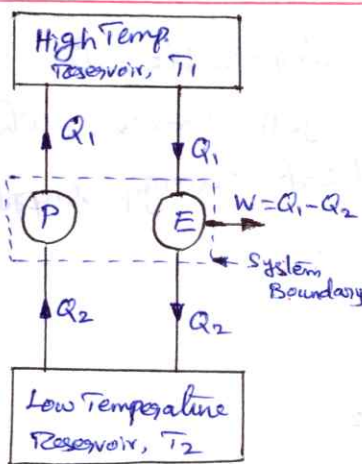 High Temp.
Reservoir, T1
Q1
Q1
P
E
W = Q1 - Q2
System
Boundary
Q2
Q2
Low Temperature
Reservoir, T2